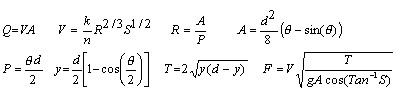 Q=VA V = k/n R^2/3 S^1/2 R = A/P A = d²/8 (θ − sin(θ))
P = θd/2 y = d/2 [1−cos(θ/2)] T = 2√(y(d − y)) F = V√(T/(gA cos(Tan⁻¹S)))